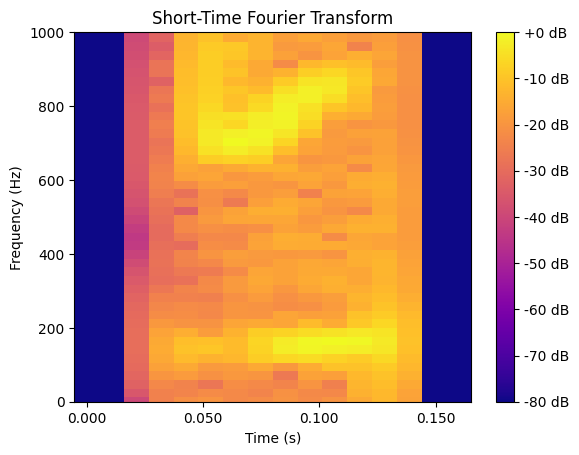 Short-Time Fourier Transform
1000
800
600
400
200
0
Frequency (Hz)
0.000
0.050
0.100
0.150
Time (s)
+0 dB
-10 dB
-20 dB
-30 dB
-40 dB
-50 dB
-60 dB
-70 dB
-80 dB